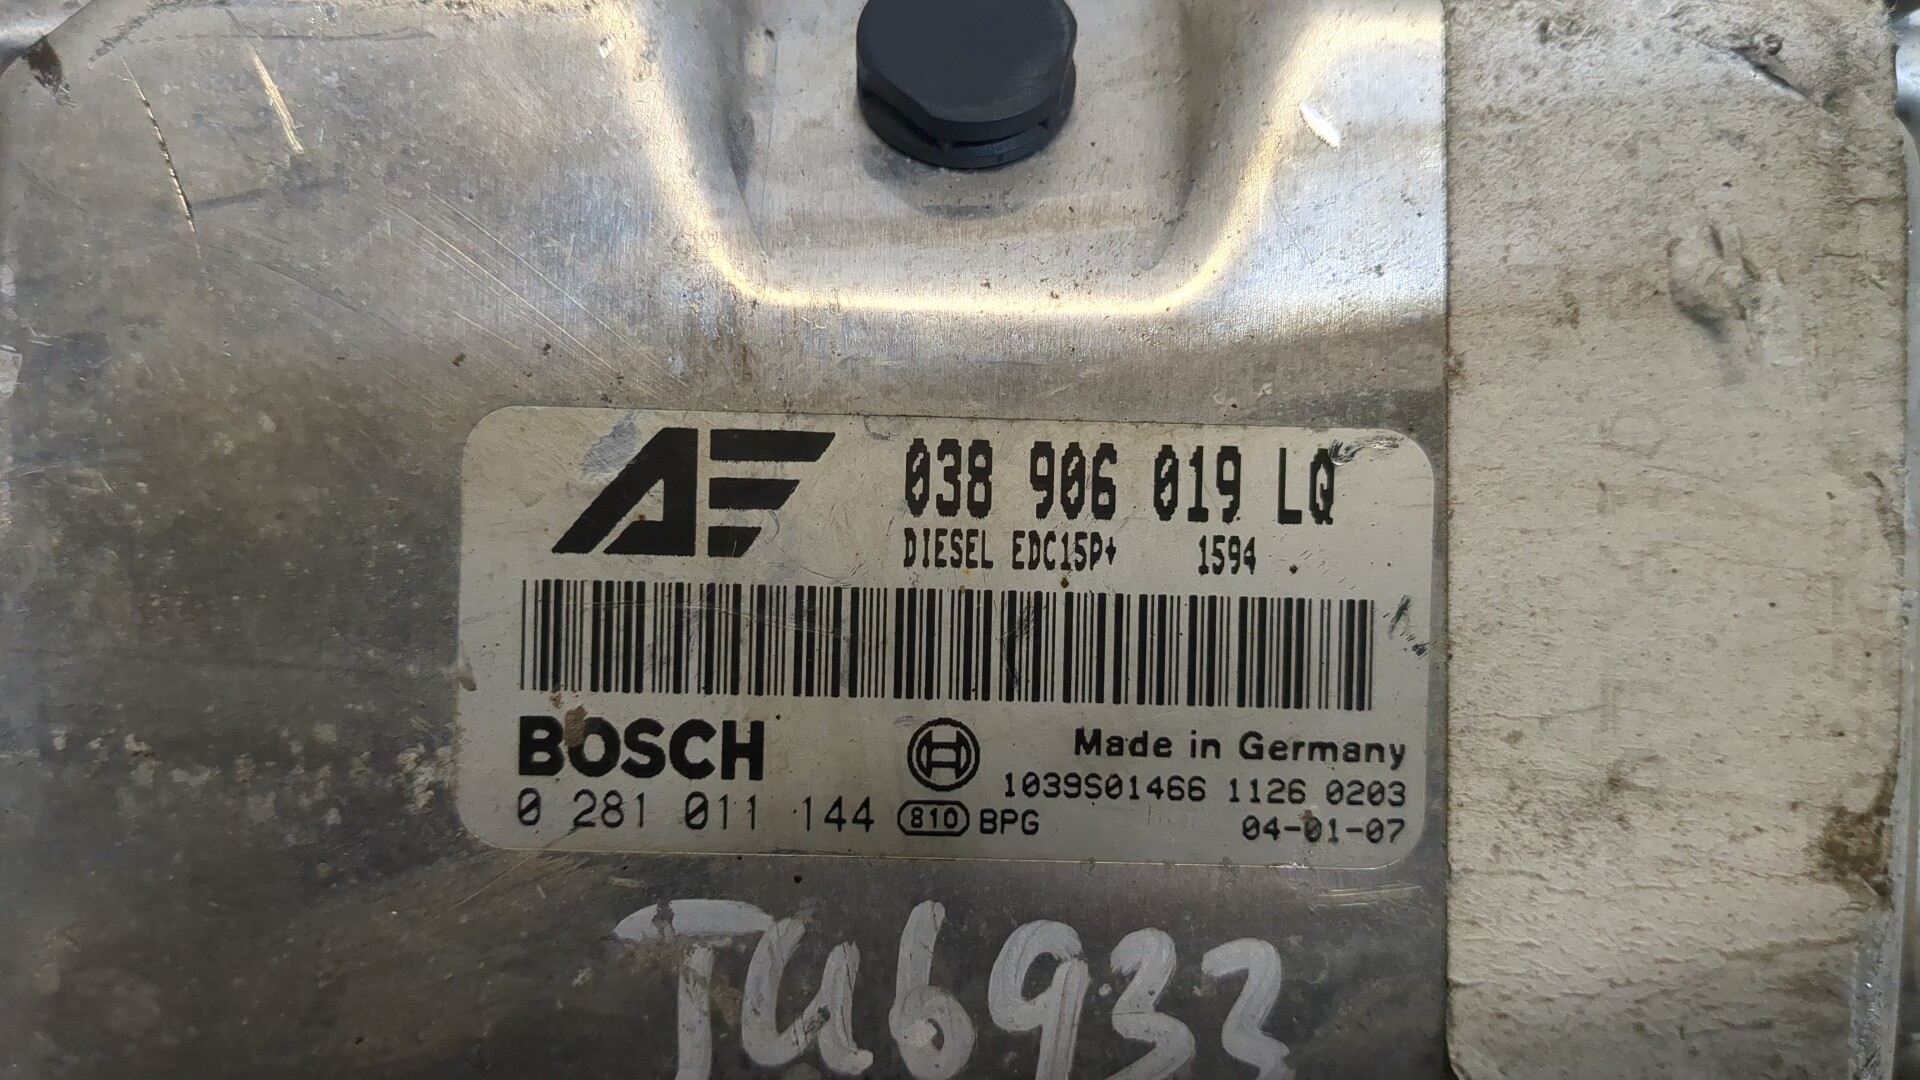 AF
038 906 019 LQ
DIESEL EDC15P+ 1594
BOSCH
Made in Germany
1039S01466 1126 0203
0 281 011 144 810 BPG
04-01-07